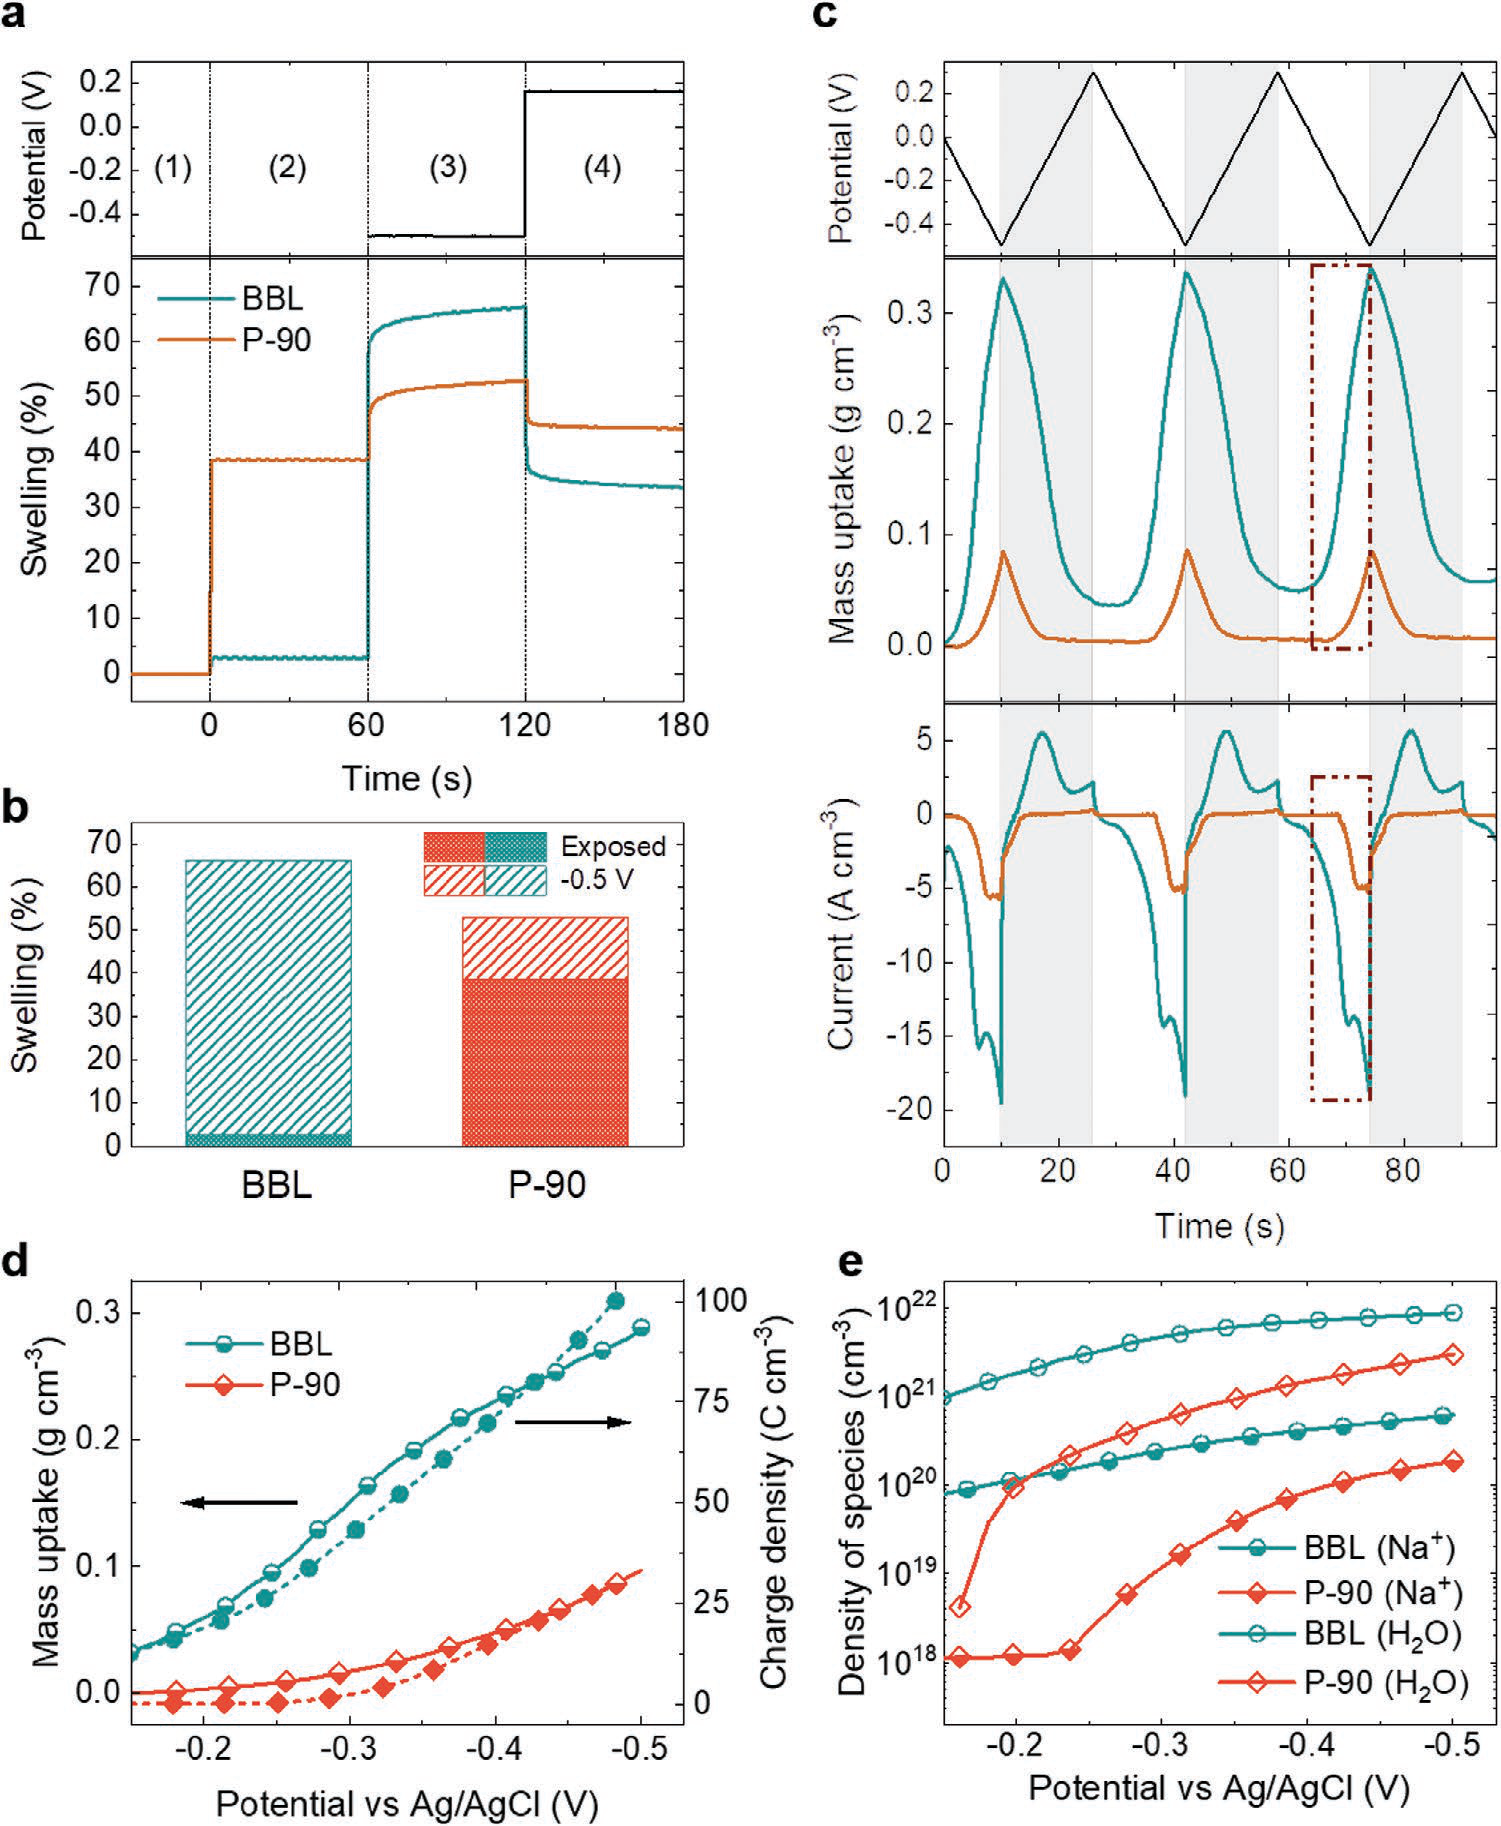 a
Potential (V)
0.2
0.0
-0.2
-0.4
(1)
(2)
(3)
(4)
Swelling (%)
70
60
50
40
30
20
10
0
BBL
P-90
0
60
120
180
Time (s)
b
Swelling (%)
70
60
50
40
30
20
10
0
Exposed
-0.5 V
BBL
P-90
c
Potential (V)
0.2
0.0
-0.2
-0.4
Mass uptake (g cm⁻³)
0.3
0.2
0.1
0.0
Current (A cm⁻³)
5
0
-5
-10
-15
-20
0
20
40
60
80
Time (s)
d
Mass uptake (g cm⁻³)
0.3
0.2
0.1
0.0
BBL
P-90
100
75
50
25
0
Charge density (C cm⁻³)
-0.2
-0.3
-0.4
-0.5
Potential vs Ag/AgCl (V)
e
Density of species (cm⁻³)
10²²
10²¹
10²⁰
10¹⁹
10¹⁸
BBL (Na⁺)
P-90 (Na⁺)
BBL (H₂O)
P-90 (H₂O)
-0.2
-0.3
-0.4
-0.5
Potential vs Ag/AgCl (V)